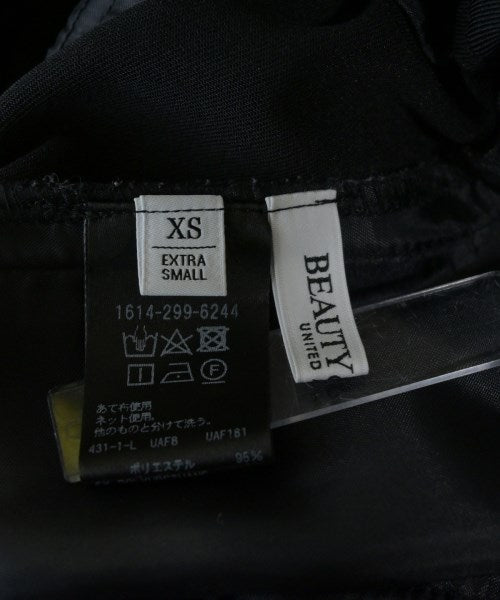 XS
EXTRA
SMALL
BEAUTY
UNITED
1614-299-6244
あて布使用
ネット使用。
他のものと分けて洗う。
431-1-L UAF8 UAF181
ポリエステル 95%